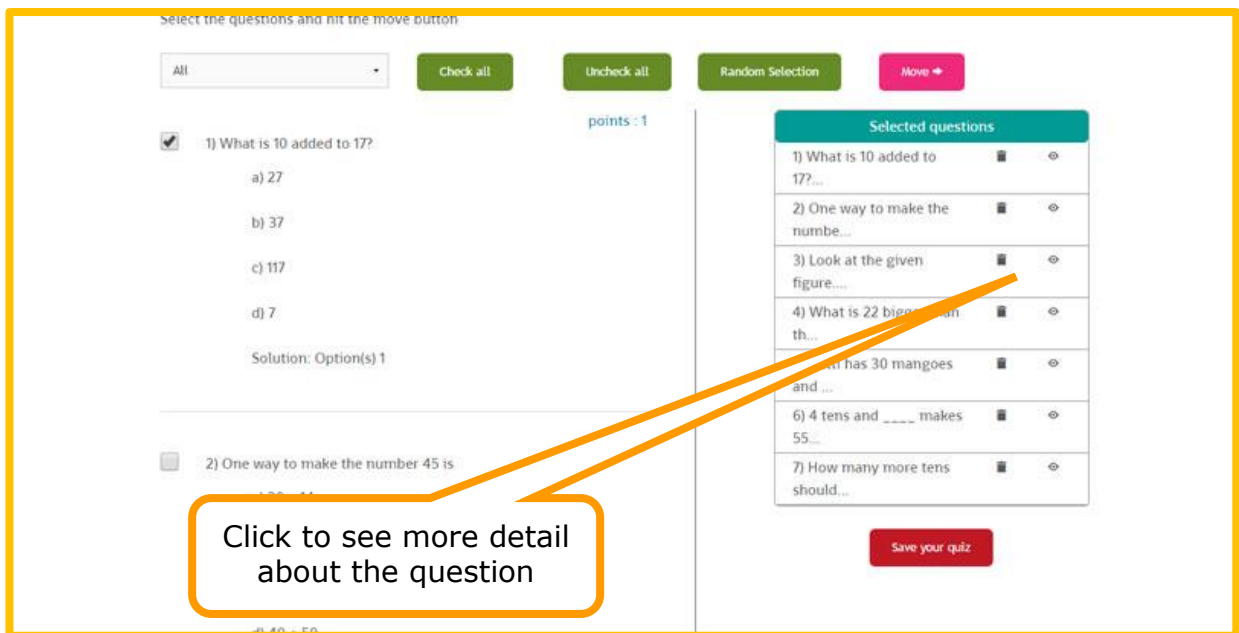 Select the questions and hit the move button
All
Check all
Uncheck all
Random Selection
Move
points : 1
1) What is 10 added to 17?
a) 27
b) 37
c) 117
d) 7
Solution: Option(s) 1
2) One way to make the number 45 is
Click to see more detail
about the question
d) 40 + 50
Selected questions
1) What is 10 added to
17?...
2) One way to make the
numbe...
3) Look at the given
figure....
4) What is 22 bigger than
th...
has 30 mangoes
and ...
6) 4 tens and ____ makes
55...
7) How many more tens
should...
Save your quiz